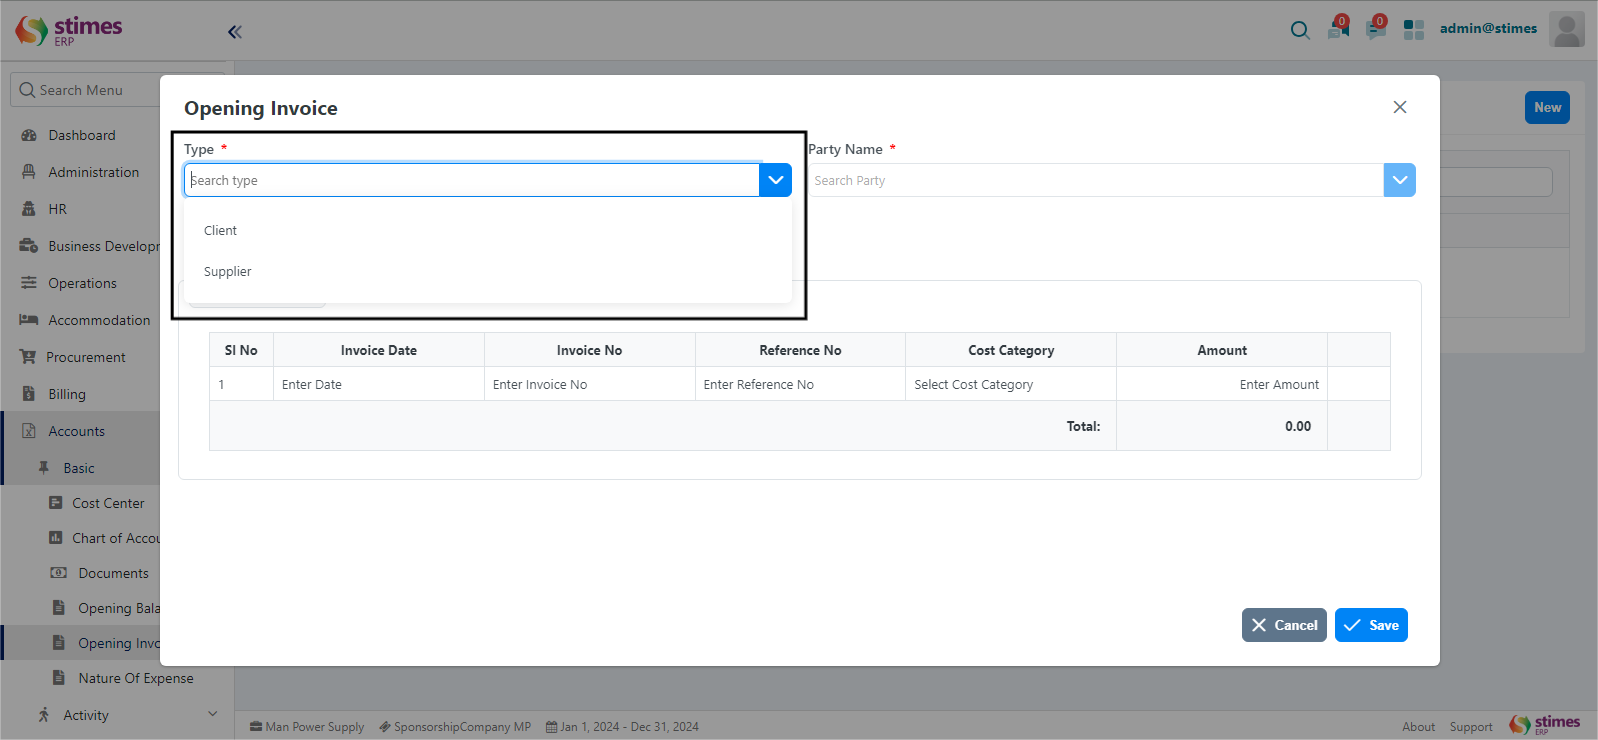 stimes
ERP
0
0
admin@stimes
Search Menu
Dashboard
Administration
HR
Business Develop
Operations
Accommodation
Procurement
Billing
Accounts
Basic
Cost Center
Chart of Accou
Documents
Opening Bala
Opening Invo
Nature Of Expense
Activity
New
Opening Invoice
Type *
Search type
Client
Supplier
Party Name *
Search Party
Sl No Invoice Date Invoice No Reference No Cost Category Amount
1 Enter Date Enter Invoice No Enter Reference No Select Cost Category Enter Amount
Total: 0.00
Cancel
Save
Man Power Supply SponsorshipCompany MP Jan 1, 2024 - Dec 31, 2024
About Support
stimes
ERP